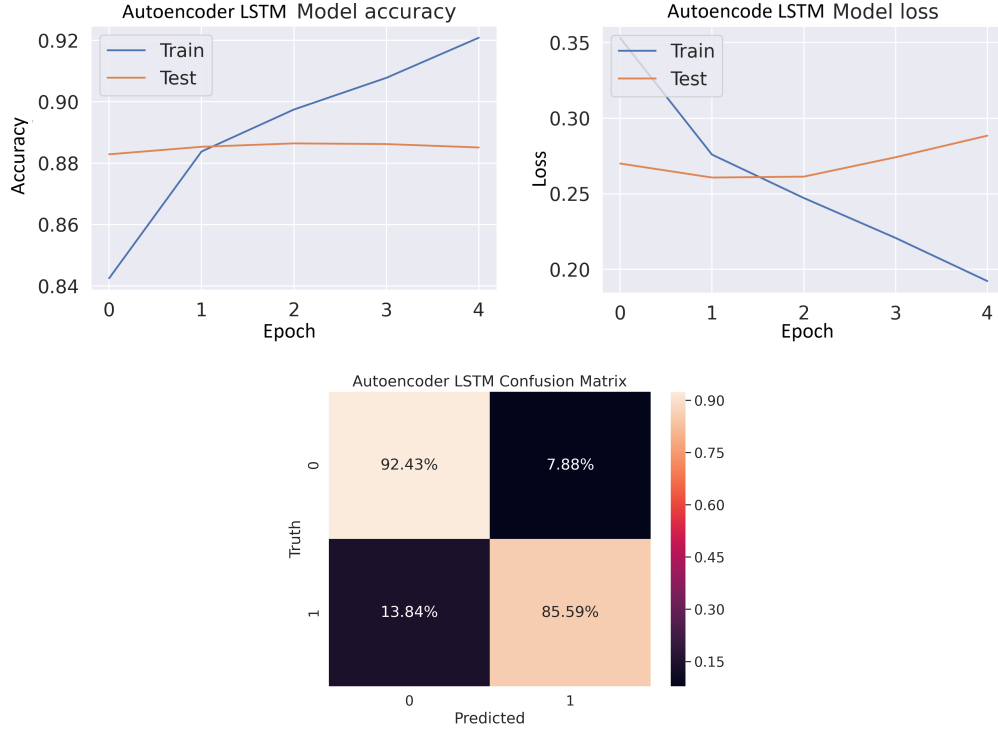 Autoencoder LSTM Model accuracy
Train
Test
0.92
0.90
0.88
0.86
0.84
Accuracy
0 1 2 3 4
Epoch
Autoencode LSTM Model loss
Train
Test
0.35
0.30
0.25
0.20
Loss
0 1 2 3 4
Epoch
Autoencoder LSTM Confusion Matrix
0
92.43% 7.88%
Truth
1
13.84% 85.59%
0 1
Predicted
0.90
0.75
0.60
0.45
0.30
0.15